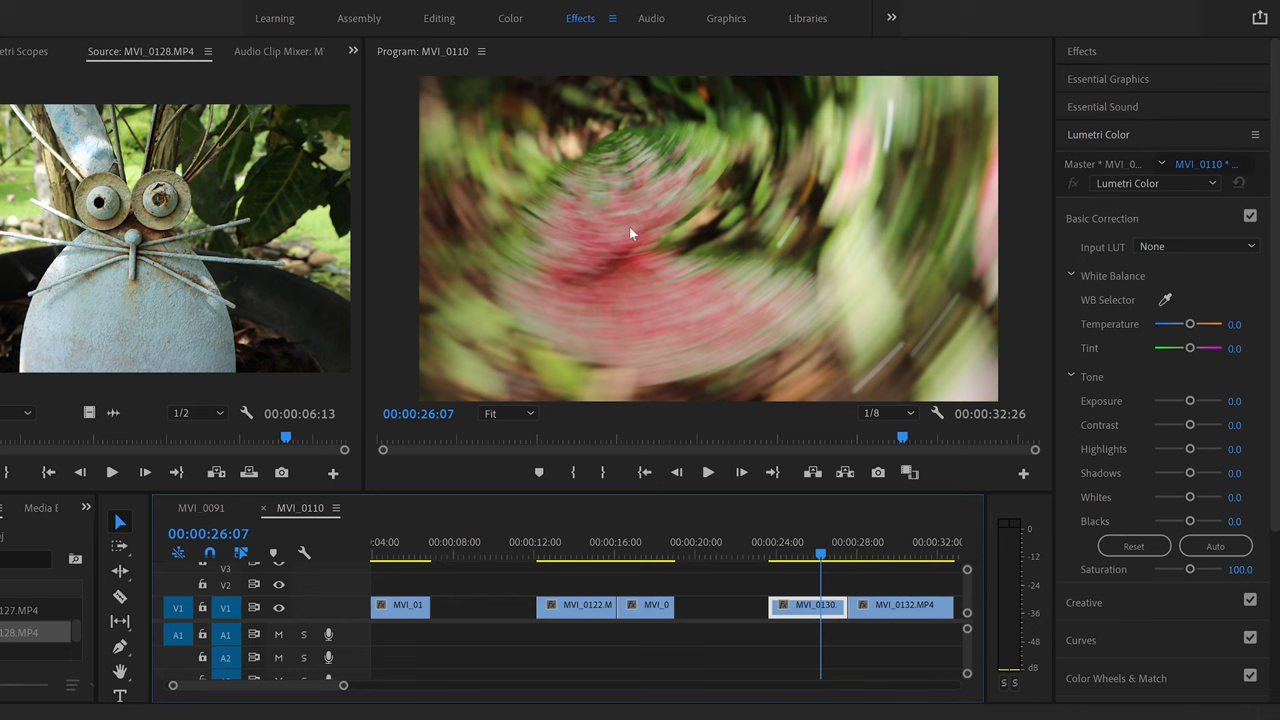 Learning Assembly Editing Color Effects Audio Graphics Libraries
etri Scopes Source: MVI_0128.MP4 Audio Clip Mixer: M
Program: MVI_0110
Effects
Essential Graphics
Essential Sound
Lumetri Color
Master * MVI_0... MVI_0110 * ...
fx Lumetri Color
Basic Correction
Input LUT None
White Balance
WB Selector
Temperature 0.0
Tint 0.0
Tone
Exposure 0.0
Contrast 0.0
Highlights 0.0
Shadows 0.0
Whites 0.0
Blacks 0.0
Reset Auto
Saturation 100.0
Creative
Curves
Color Wheels & Match
1/2 00:00:06:13
00:00:26:07 Fit 1/8 00:00:32:26
Media E
127.MP4
128.MP4
MVI_0091 × MVI_0110
00:00:26:07
:04:00 00:00:08:00 00:00:12:00 00:00:16:00 00:00:20:00 00:00:24:00 00:00:28:00 00:00:32:0
V3
V2
V1 V1 fx MVI_01 fx MVI_0122.M fx MVI_0 fx MVI_0130. fx MVI_0132.MP4
A1 A1 M S
A2 M S
T
0
-12
-24
-36
-48
dB
S S